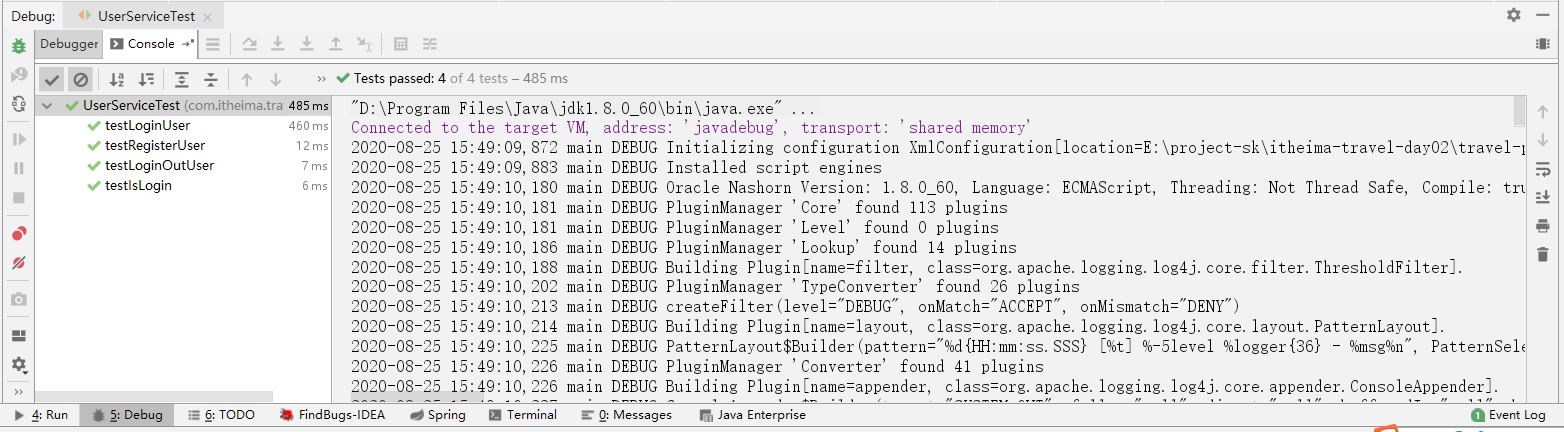 Debug: UserServiceTest
Debugger Console
Tests passed: 4 of 4 tests – 485 ms
UserServiceTest (com.itheima.tra 485 ms
testLoginUser 460 ms
testRegisterUser 12 ms
testLoginOutUser 7 ms
testIsLogin 6 ms
"D:\Program Files\Java\jdk1.8.0_60\bin\java.exe" ...
Connected to the target VM, address: 'javadebug', transport: 'shared memory'
2020-08-25 15:49:09,872 main DEBUG Initializing configuration XmlConfiguration[location=E:\project-sk\itheima-travel-day02\travel-p
2020-08-25 15:49:09,883 main DEBUG Installed script engines
2020-08-25 15:49:10,180 main DEBUG Oracle Nashorn Version: 1.8.0_60, Language: ECMAScript, Threading: Not Thread Safe, Compile: tru
2020-08-25 15:49:10,181 main DEBUG PluginManager 'Core' found 113 plugins
2020-08-25 15:49:10,181 main DEBUG PluginManager 'Level' found 0 plugins
2020-08-25 15:49:10,186 main DEBUG PluginManager 'Lookup' found 14 plugins
2020-08-25 15:49:10,188 main DEBUG Building Plugin[name=filter, class=org.apache.logging.log4j.core.filter.ThresholdFilter].
2020-08-25 15:49:10,202 main DEBUG PluginManager 'TypeConverter' found 26 plugins
2020-08-25 15:49:10,213 main DEBUG createFilter(level="DEBUG", onMatch="ACCEPT", onMismatch="DENY")
2020-08-25 15:49:10,214 main DEBUG Building Plugin[name=layout, class=org.apache.logging.log4j.core.layout.PatternLayout].
2020-08-25 15:49:10,225 main DEBUG PatternLayout$Builder(pattern="%d{HH:mm:ss.SSS} [%t] %-5level %logger{36} - %msg%n", PatternSele
2020-08-25 15:49:10,226 main DEBUG PluginManager 'Converter' found 41 plugins
2020-08-25 15:49:10,226 main DEBUG Building Plugin[name=appender, class=org.apache.logging.log4j.core.appender.ConsoleAppender].
4: Run 5: Debug 6: TODO FindBugs-IDEA Spring Terminal 0: Messages Java Enterprise 1 Event Log